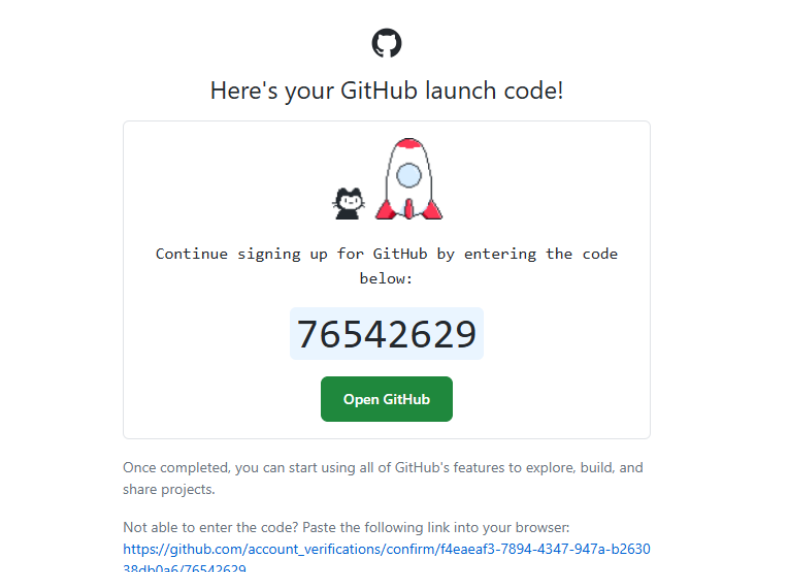 Here's your GitHub launch code!
Continue signing up for GitHub by entering the code
below:
76542629
Open GitHub
Once completed, you can start using all of GitHub's features to explore, build, and
share projects.
Not able to enter the code? Paste the following link into your browser:
https://github.com/account_verifications/confirm/f4eaeaf3-7894-4347-947a-b2630
38db0a6/76542629